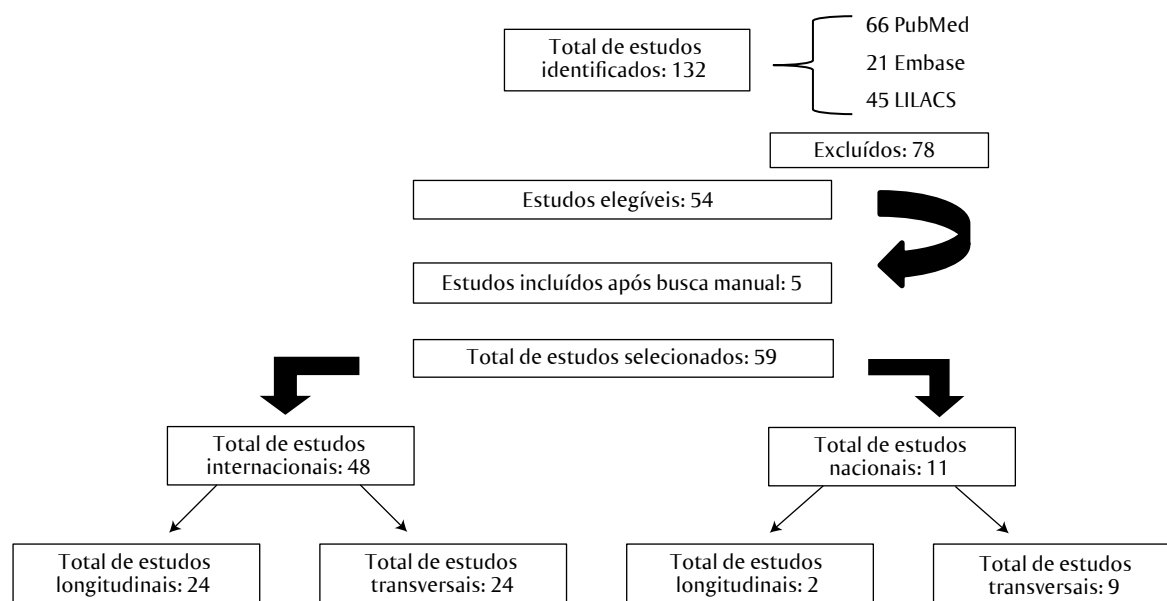 Total de estudos
identificados: 132
66 PubMed
21 Embase
45 LILACS
Excluídos: 78
Estudos elegíveis: 54
Estudos incluídos após busca manual: 5
Total de estudos selecionados: 59
Total de estudos
internacionais: 48
Total de estudos
nacionais: 11
Total de estudos
longitudinais: 24
Total de estudos
transversais: 24
Total de estudos
longitudinais: 2
Total de estudos
transversais: 9